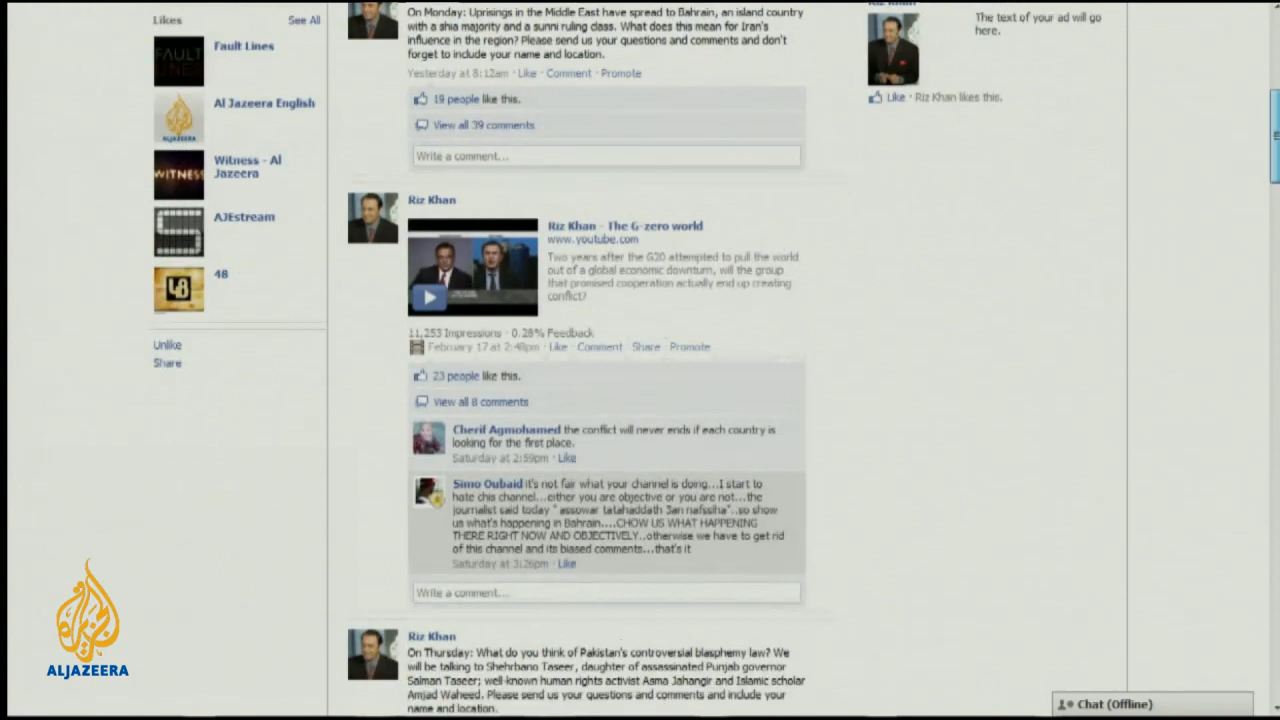 Likes
See All
FAULT
LINES
Fault Lines
ALJAZEERA
Al Jazeera English
WITNESS
Witness - Al
Jazeera
AJEstream
48
48
Unlike
Share
On Monday: Uprisings in the Middle East have spread to Bahrain, an island country
with a shia majority and a sunni ruling class. What does this mean for Iran's
influence in the region? Please send us your questions and comments and don't
forget to include your name and location.
Yesterday at 8:12am · Like · Comment · Promote
19 people like this.
View all 39 comments
Write a comment...
Riz Khan
Riz Khan - The G-zero world
www.youtube.com
Two years after the G20 attempted to pull the world
out of a global economic downturn, will the group
that promised cooperation actually end up creating
conflict?
11,253 Impressions · 0.28% Feedback
February 17 at 2:48pm · Like · Comment · Share · Promote
23 people like this.
View all 8 comments
Cherif Agmohamed the conflict will never ends if each country is
looking for the first place.
Saturday at 2:59pm · Like
Simo Oubaid it's not fair what your channel is doing...I start to
hate chis channel...either you are objective or you are not...the
journalist said today " assowar tatahaddath 3an nafssiha"..so show
us what's happening in Bahrain....CHOW US WHAT HAPPENING
THERE RIGHT NOW AND OBJECTIVELY..otherwise we have to get rid
of this channel and its biased comments...that's it
Saturday at 3:26pm · Like
Write a comment...
Riz Khan
On Thursday: What do you think of Pakistan's controversial blasphemy law? We
will be talking to Shehrbano Taseer, daughter of assassinated Punjab governor
Salman Taseer; well-known human rights activist Asma Jahangir and Islamic scholar
Amjad Waheed. Please send us your questions and comments and include your
name and location.
Riz Khan
The text of your ad will go
here.
Like · Riz Khan likes this.
الجزيرة
ALJAZEERA
Chat (Offline)